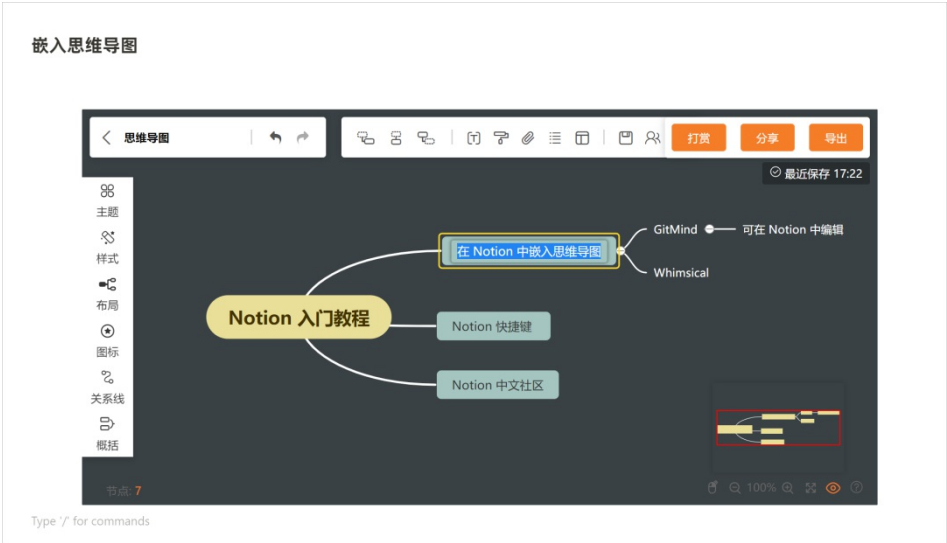 嵌入思维导图
思维导图
打赏
分享
导出
最近保存 17:22
主题
样式
布局
图标
关系线
概括
在 Notion 中嵌入思维导图
GitMind
可在 Notion 中编辑
Whimsical
Notion 入门教程
Notion 快捷键
Notion 中文社区
节点: 7
100%
Type '/' for commands